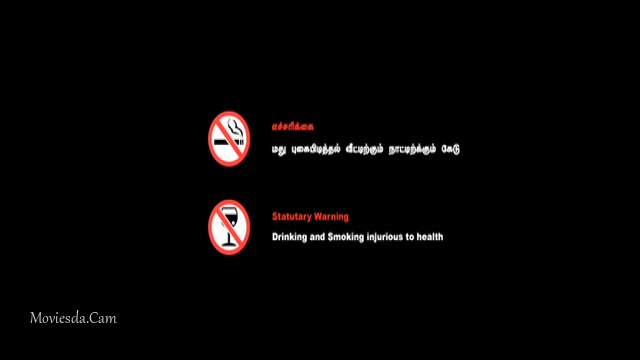 எச்சரிக்கை
மது புகைபிடித்தல் வீட்டிற்கும் நாட்டிற்க்கும் கேடு
Statutary Warning
Drinking and Smoking injurious to health
Moviesda.Cam